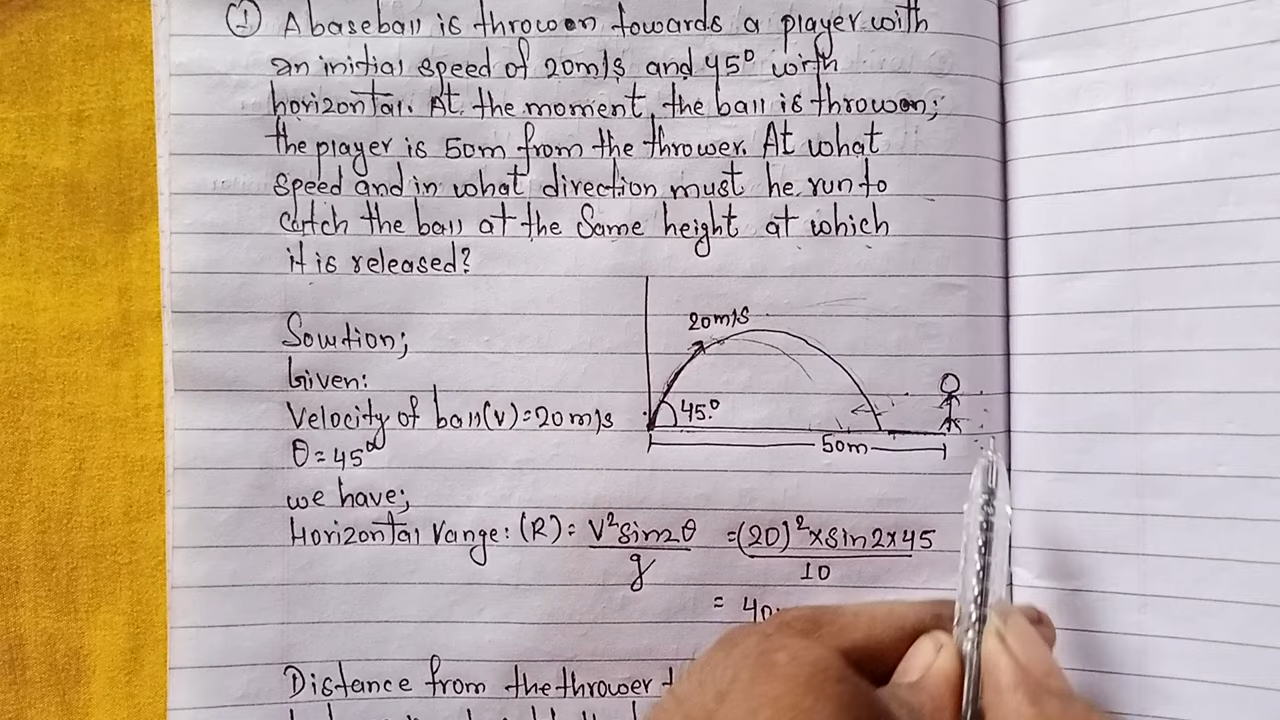 ① A baseball is throwon towards a player with
an initial speed of 20m/s and 45° with
horizontal. At the moment, the ball is throwon;
the player is 50m from the thrower. At what
speed and in what direction must he run to
catch the ball at the same height at which
it is released?
20m/s
Solution;
Given:
45°
Velocity of ball(v)=20m/s
50m
θ=45°
we have;
Horizontal range: (R)= V²sin2θ/g = (20)²×sin2×45/10
= 40
Distance from the thrower